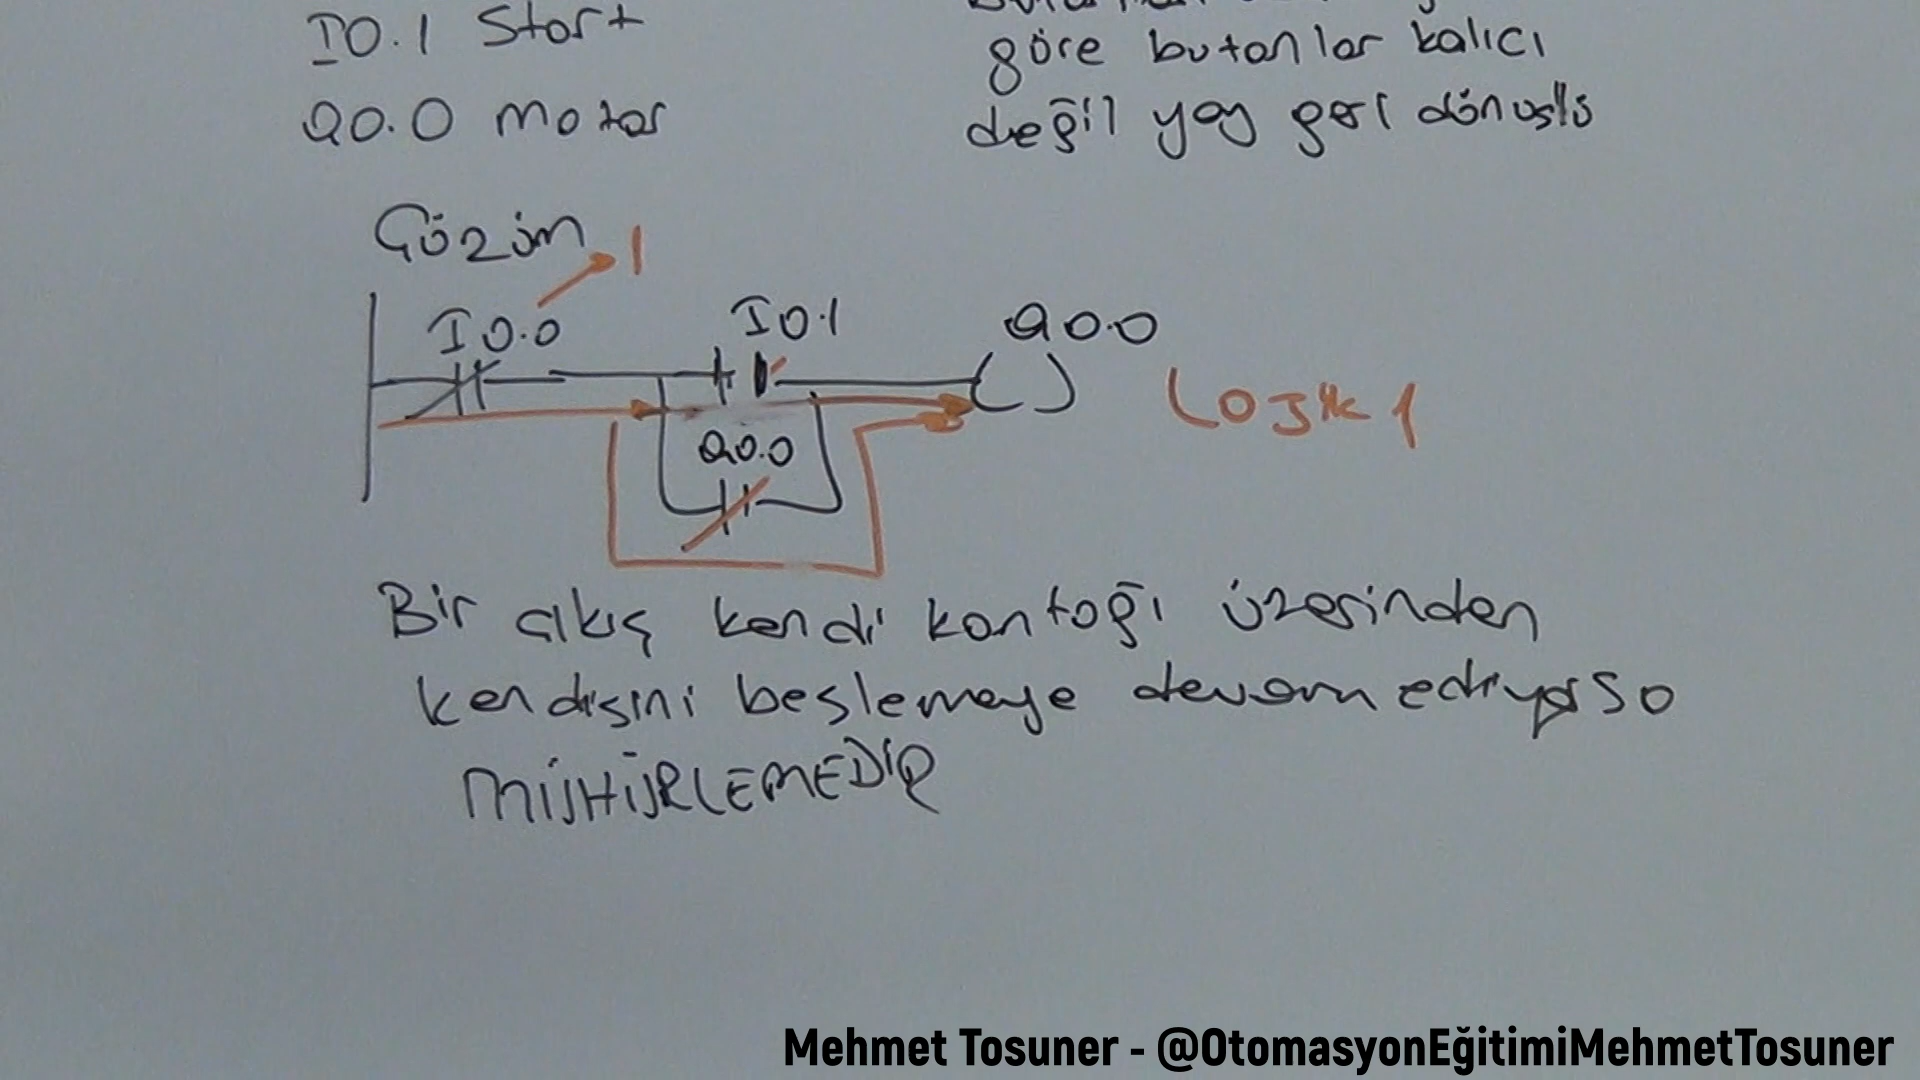 I0.1 Start
Q0.0 Motor
göre butonlar kalıcı
değil yay geri dönüşlü
Çözüm
1
I0.0
I0.1
Q0.0
Lojik 1
Q0.0
Bir çıkış kendi kontağı üzerinden
kendisini beslemeye devam ediyorsa
MÜHÜRLEMEDİR
Mehmet Tosuner - @OtomasyonEğitimiMehmetTosuner